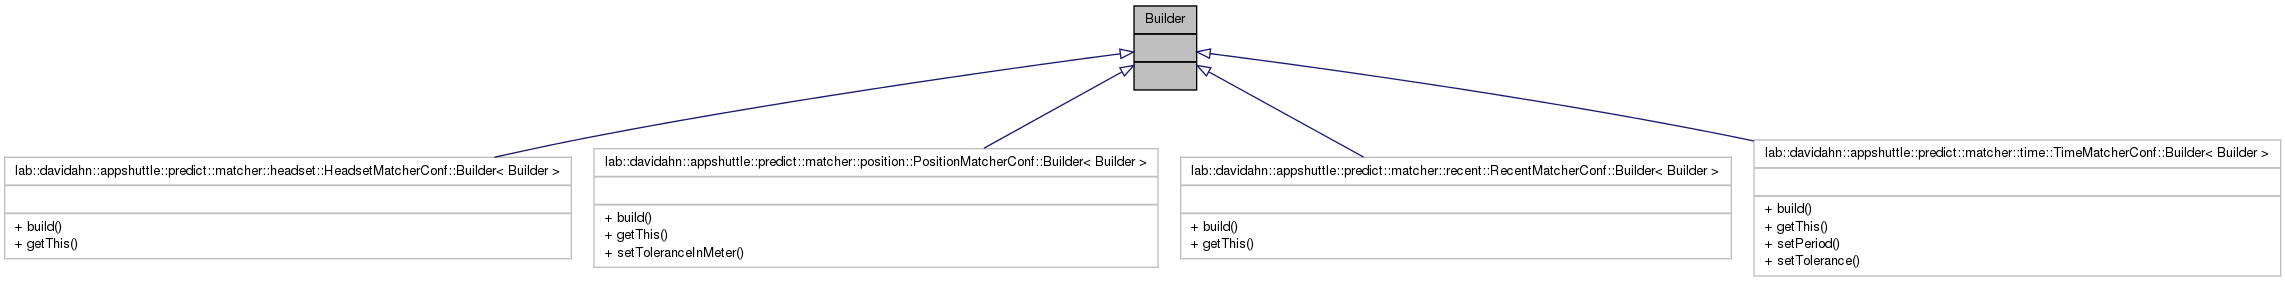 Builder
lab::davidahn::appshuttle::predict::matcher::headset::HeadsetMatcherConf::Builder< Builder >
+ build()
+ getThis()
lab::davidahn::appshuttle::predict::matcher::position::PositionMatcherConf::Builder< Builder >
+ build()
+ getThis()
+ setToleranceInMeter()
lab::davidahn::appshuttle::predict::matcher::recent::RecentMatcherConf::Builder< Builder >
+ build()
+ getThis()
lab::davidahn::appshuttle::predict::matcher::time::TimeMatcherConf::Builder< Builder >
+ build()
+ getThis()
+ setPeriod()
+ setTolerance()